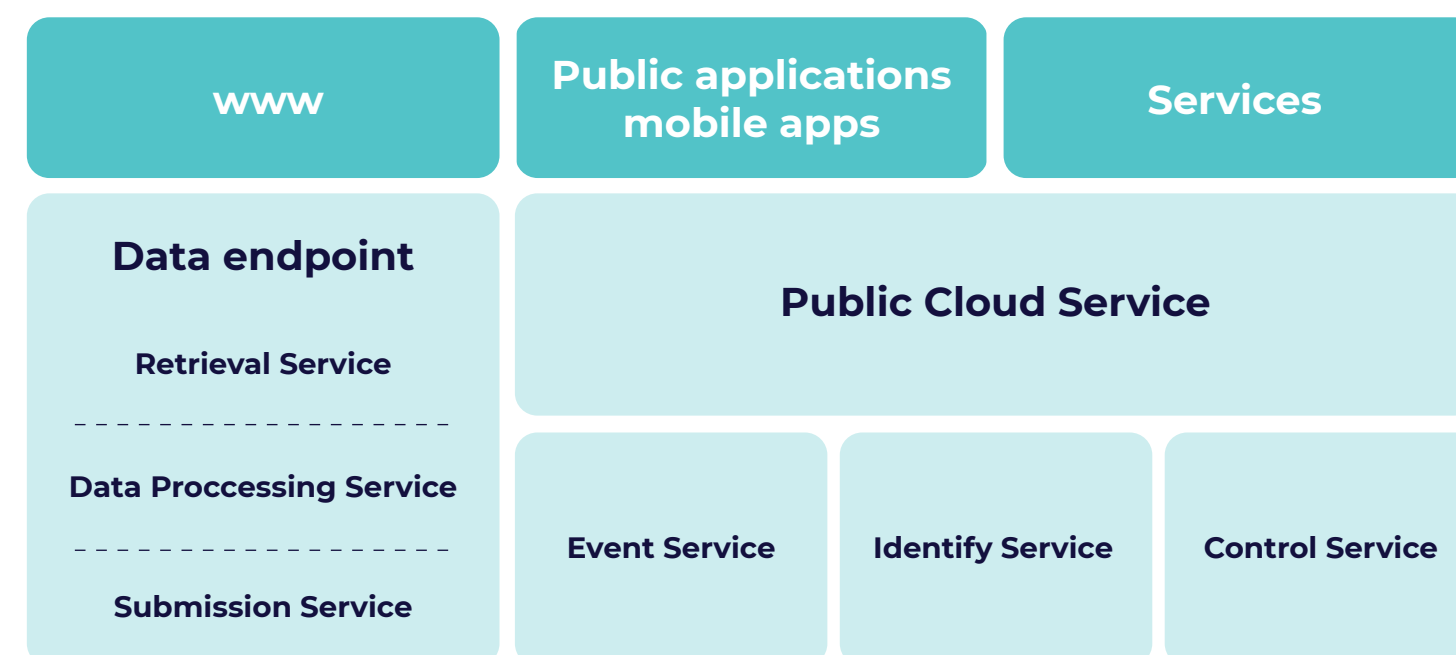 www
Public applications
mobile apps
Services
Data endpoint
Retrieval Service
Data Proccessing Service
Submission Service
Public Cloud Service
Event Service
Identify Service
Control Service